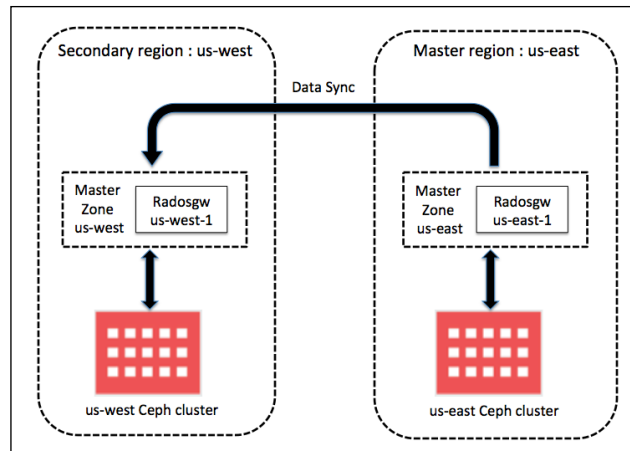 Secondary region : us-west
Master region : us-east
Data Sync
Master
Zone
us-west
Radosgw
us-west-1
Master
Zone
us-east
Radosgw
us-east-1
us-west Ceph cluster
us-east Ceph cluster